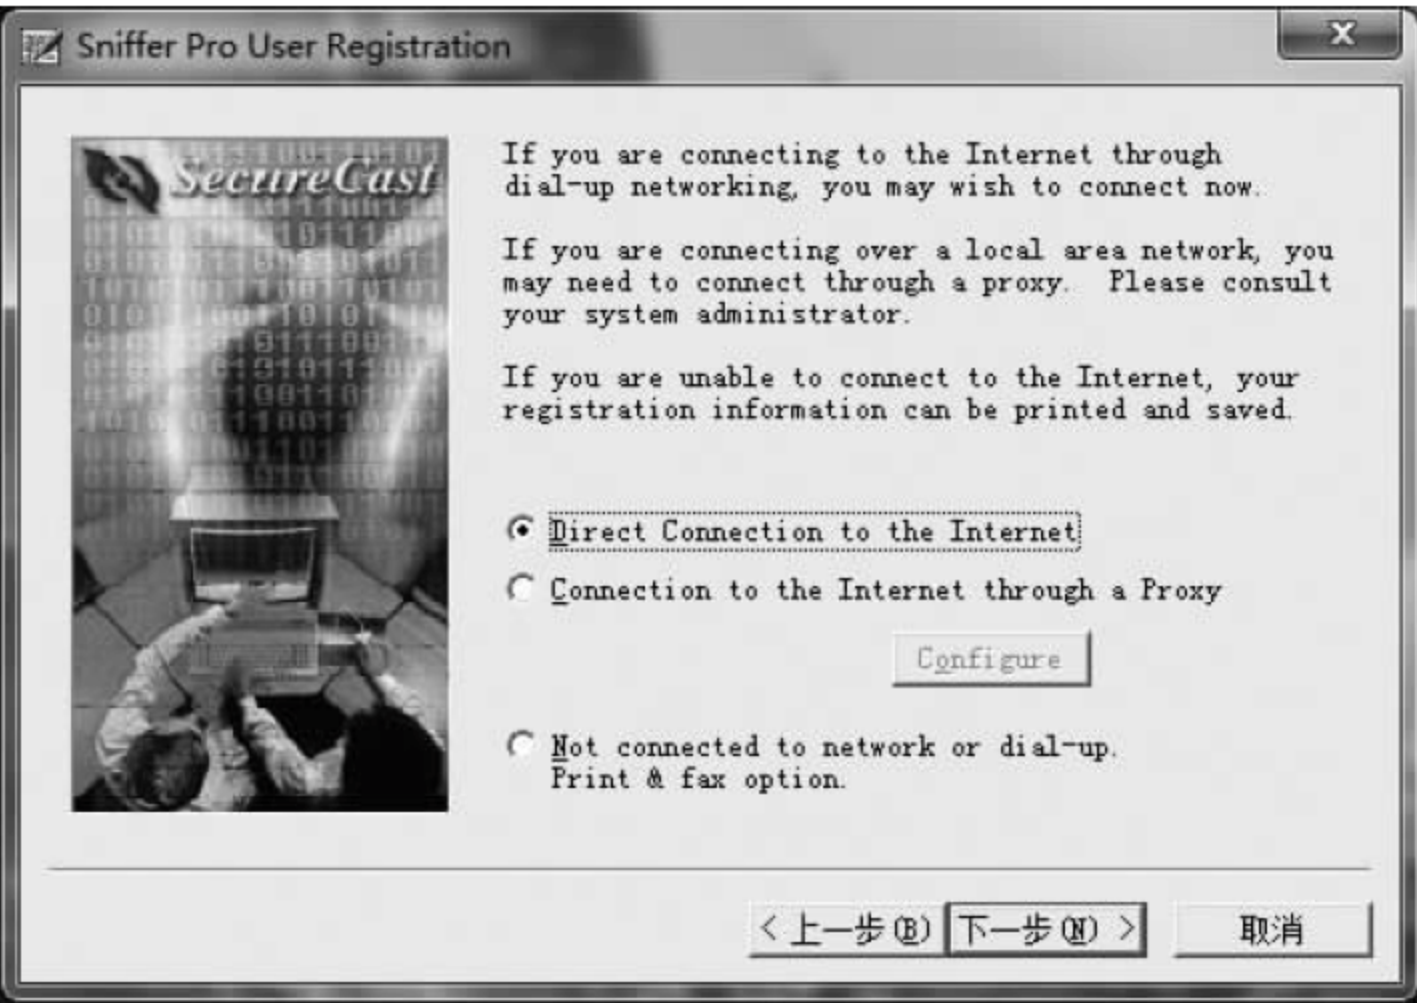 Sniffer Pro User Registration
SecureCast
If you are connecting to the Internet through
dial-up networking, you may wish to connect now.
If you are connecting over a local area network, you
may need to connect through a proxy.  Please consult
your system administrator.
If you are unable to connect to the Internet, your
registration information can be printed and saved.
Direct Connection to the Internet
Connection to the Internet through a Proxy
Configure
Not connected to network or dial-up.
Print & fax option.
< 上一步(B) 下一步(N) > 取消